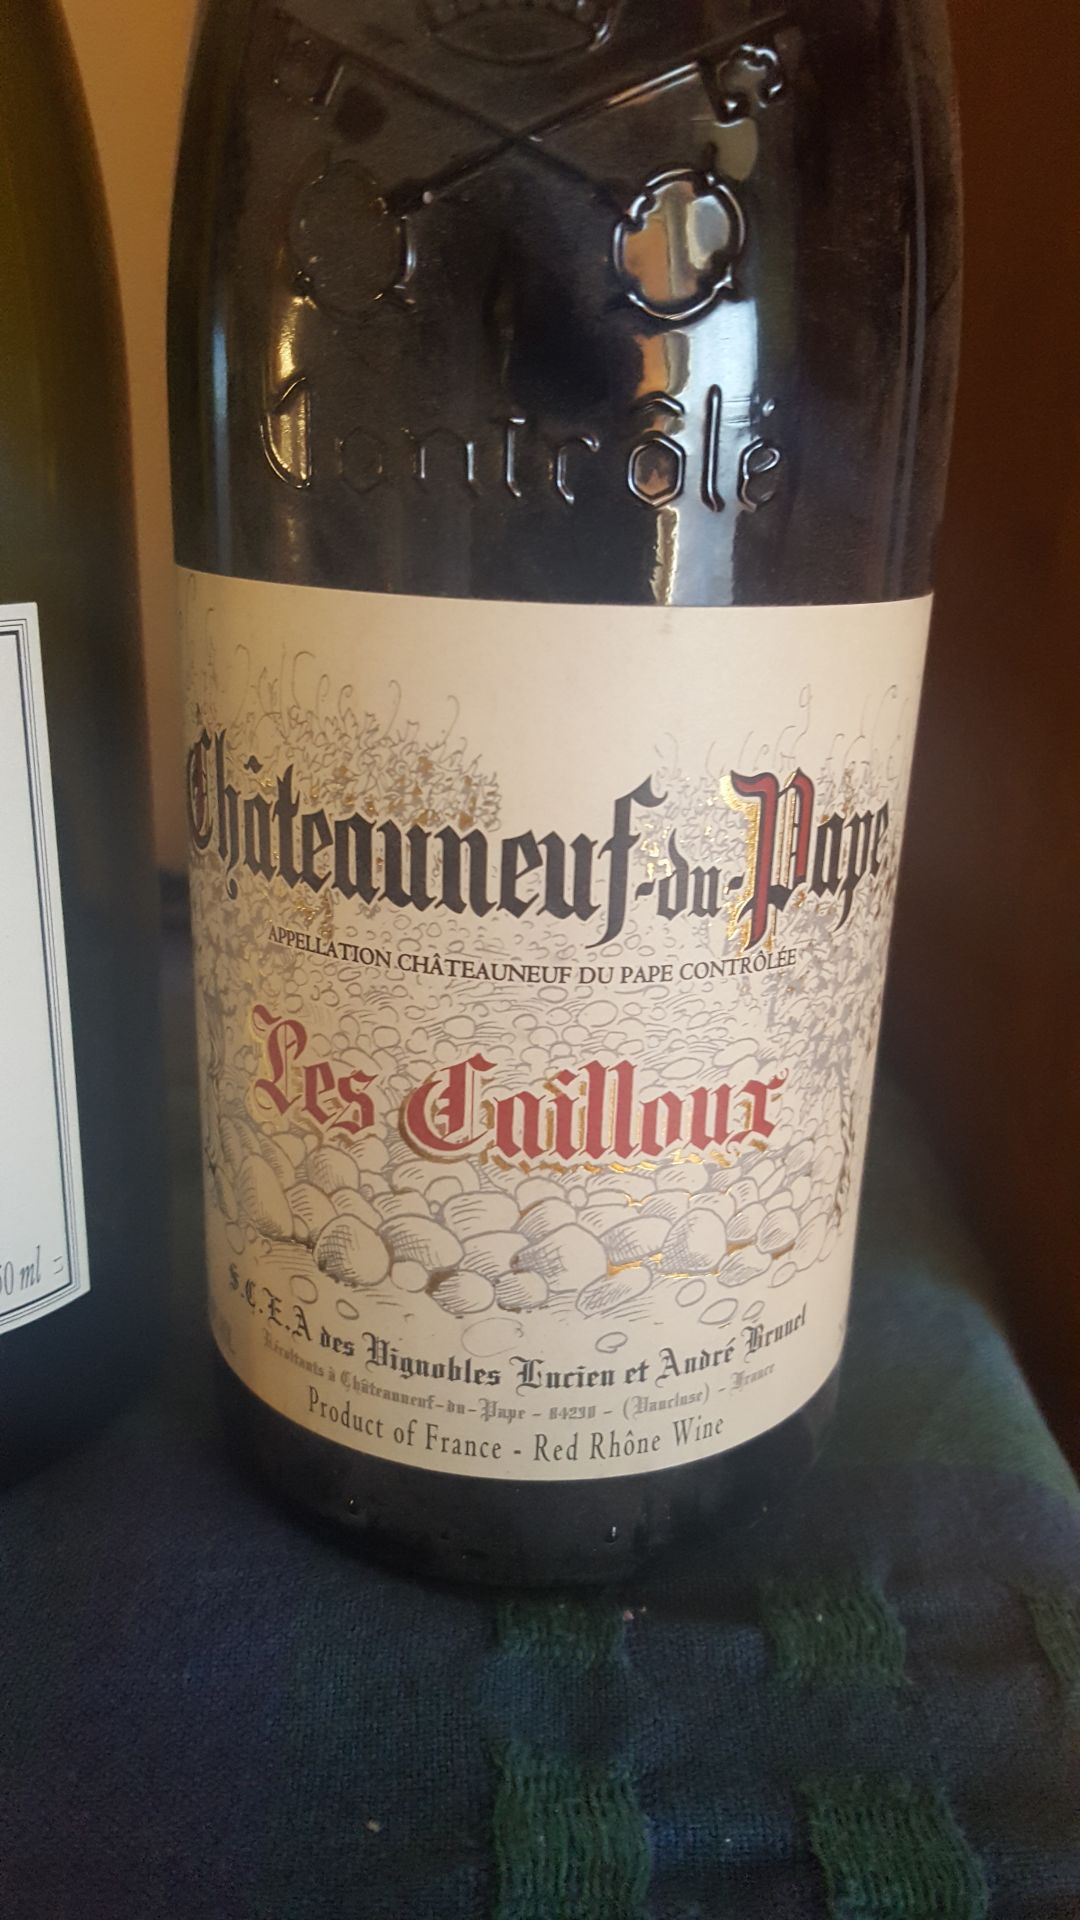 Contrôlé
Châteauneuf-du-Pape
APPELLATION CHÂTEAUNEUF DU PAPE CONTRÔLÉE
Les Cailloux
S.C.E.A des Vignobles Lucien et André Brunel
Récoltants à Châteauneuf-du-Pape - 84230 - (Vaucluse) - France
Product of France - Red Rhône Wine
50 ml